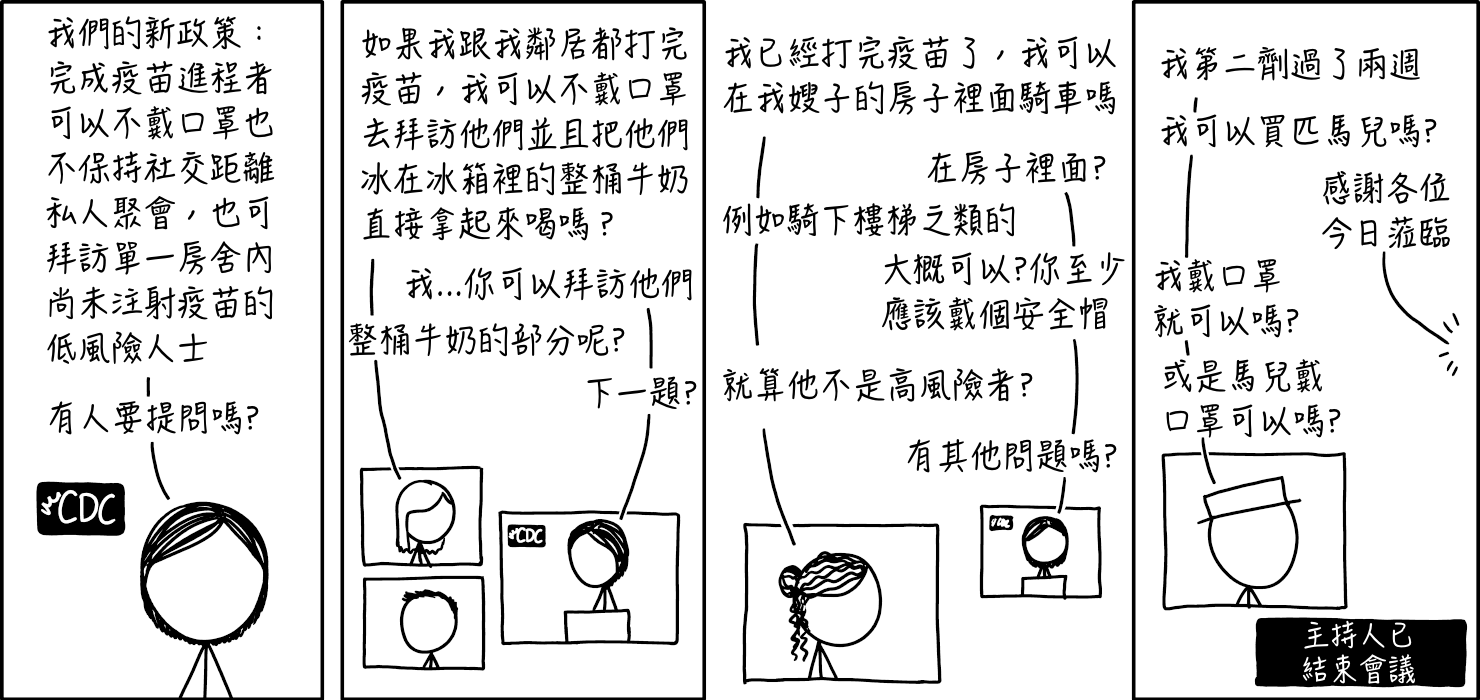 我們的新政策：
完成疫苗進程者
可以不戴口罩也
不保持社交距離
私人聚會，也可
拜訪單一房舍內
尚未注射疫苗的
低風險人士
有人要提問嗎?
CDC
如果我跟我鄰居都打完
疫苗，我可以不戴口罩
去拜訪他們並且把他們
冰在冰箱裡的整桶牛奶
直接拿起來喝嗎？
我...你可以拜訪他們
整桶牛奶的部分呢?
下一題?
CDC
我已經打完疫苗了，我可以
在我嫂子的房子裡面騎車嗎
在房子裡面?
例如騎下樓梯之類的
大概可以?你至少
應該戴個安全帽
就算他不是高風險者?
有其他問題嗎?
CDC
我第二劑過了兩週
我可以買匹馬兒嗎?
感謝各位
今日蒞臨
我戴口罩
就可以嗎?
或是馬兒戴
口罩可以嗎?
主持人已
結束會議